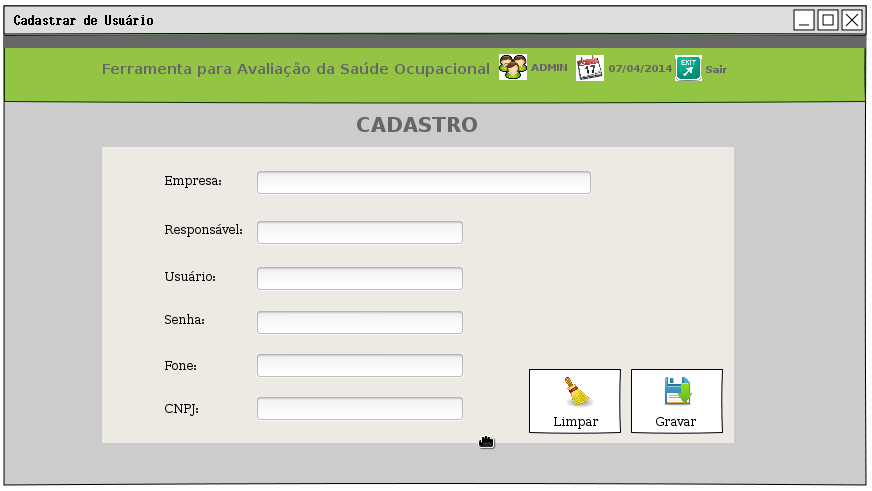 Cadastrar de Usuário
Ferramenta para Avaliação da Saúde Ocupacional ADMIN 17 07/04/2014 EXIT Sair
CADASTRO
Empresa:
Responsável:
Usuário:
Senha:
Fone:
CNPJ:
Limpar Gravar